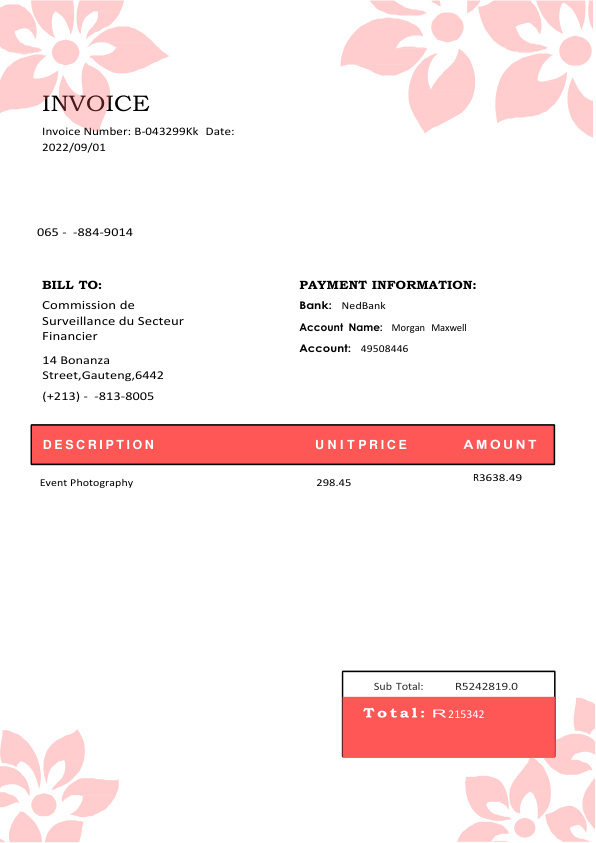 INVOICE
Invoice Number: B-043299Kk Date:
2022/09/01
065 - -884-9014
BILL TO:
Commission de
Surveillance du Secteur
Financier
14 Bonanza
Street,Gauteng,6442
(+213) - -813-8005
PAYMENT INFORMATION:
Bank: NedBank
Account Name: Morgan Maxwell
Account: 49508446
DESCRIPTION UNITPRICE AMOUNT
Event Photography 298.45 R3638.49
Sub Total: R5242819.0
Total: R215342